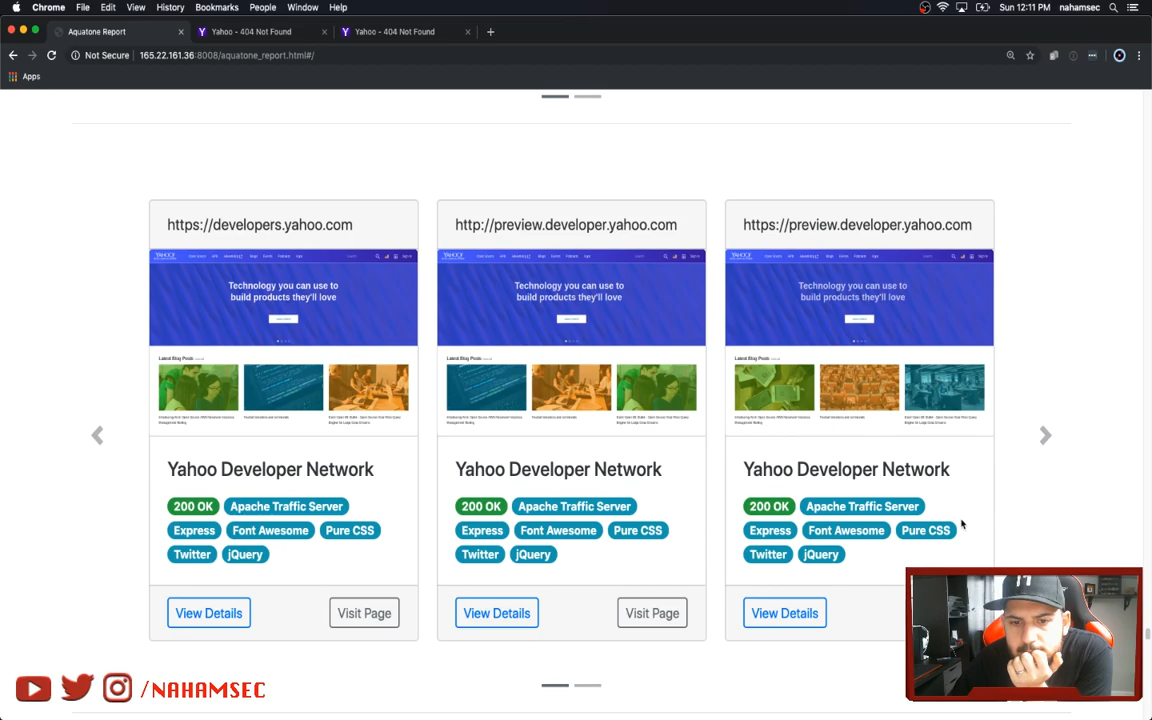 Chrome File Edit View History Bookmarks People Window Help Sun 12:11 PM nahamsec
Aquatone Report × Yahoo - 404 Not Found × Yahoo - 404 Not Found × +
Not Secure 165.22.161.36:8008/aquatone_report.html#/
Apps
https://developers.yahoo.com http://preview.developer.yahoo.com https://preview.developer.yahoo.com
Technology you can use to Technology you can use to Technology you can use to
build products they'll love build products they'll love build products they'll love
Latest Blog Posts Latest Blog Posts Latest Blog Posts
Yahoo Developer Network Yahoo Developer Network Yahoo Developer Network
200 OK Apache Traffic Server 200 OK Apache Traffic Server 200 OK Apache Traffic Server
Express Font Awesome Pure CSS Express Font Awesome Pure CSS Express Font Awesome Pure CSS
Twitter jQuery Twitter jQuery Twitter jQuery
View Details Visit Page View Details Visit Page View Details
/NAHAMSEC